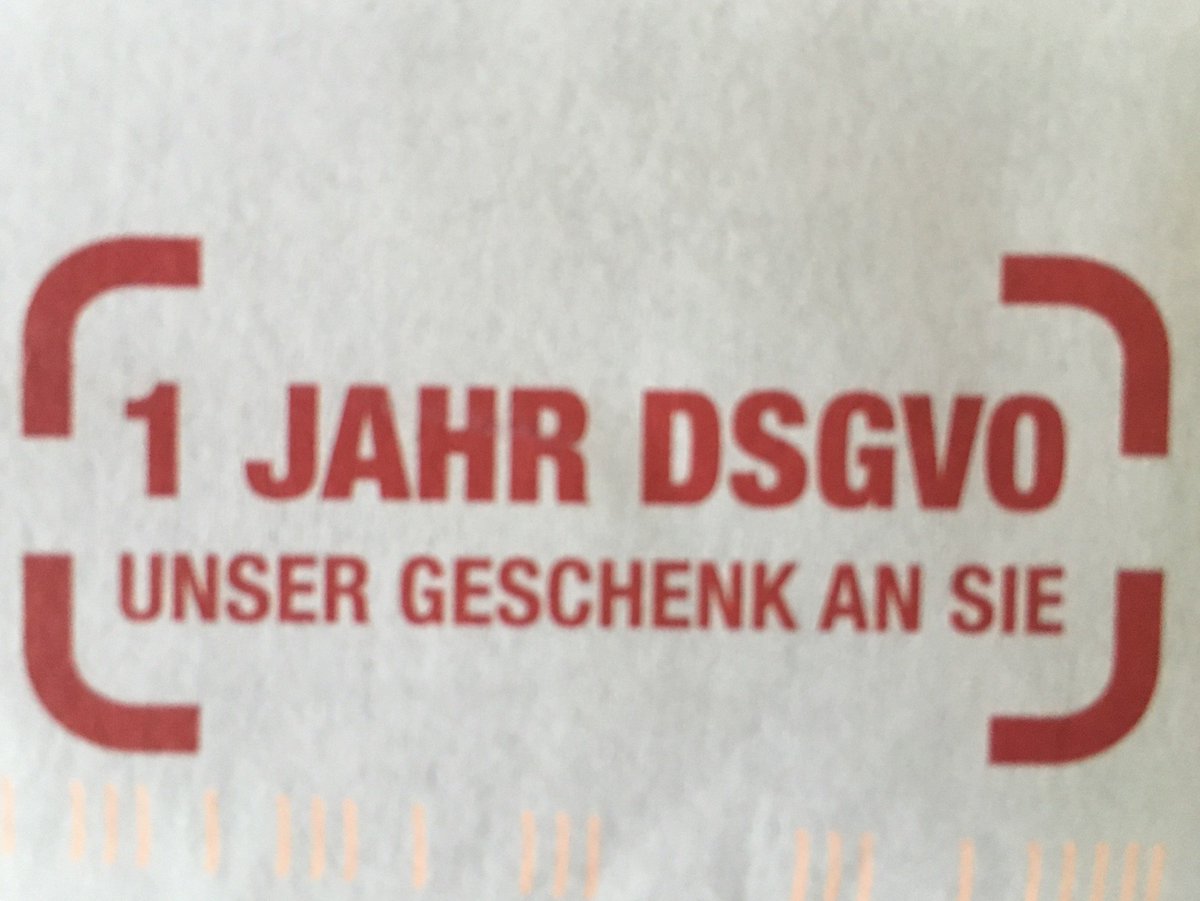 1 JAHR DSGVO
UNSER GESCHENK AN SIE